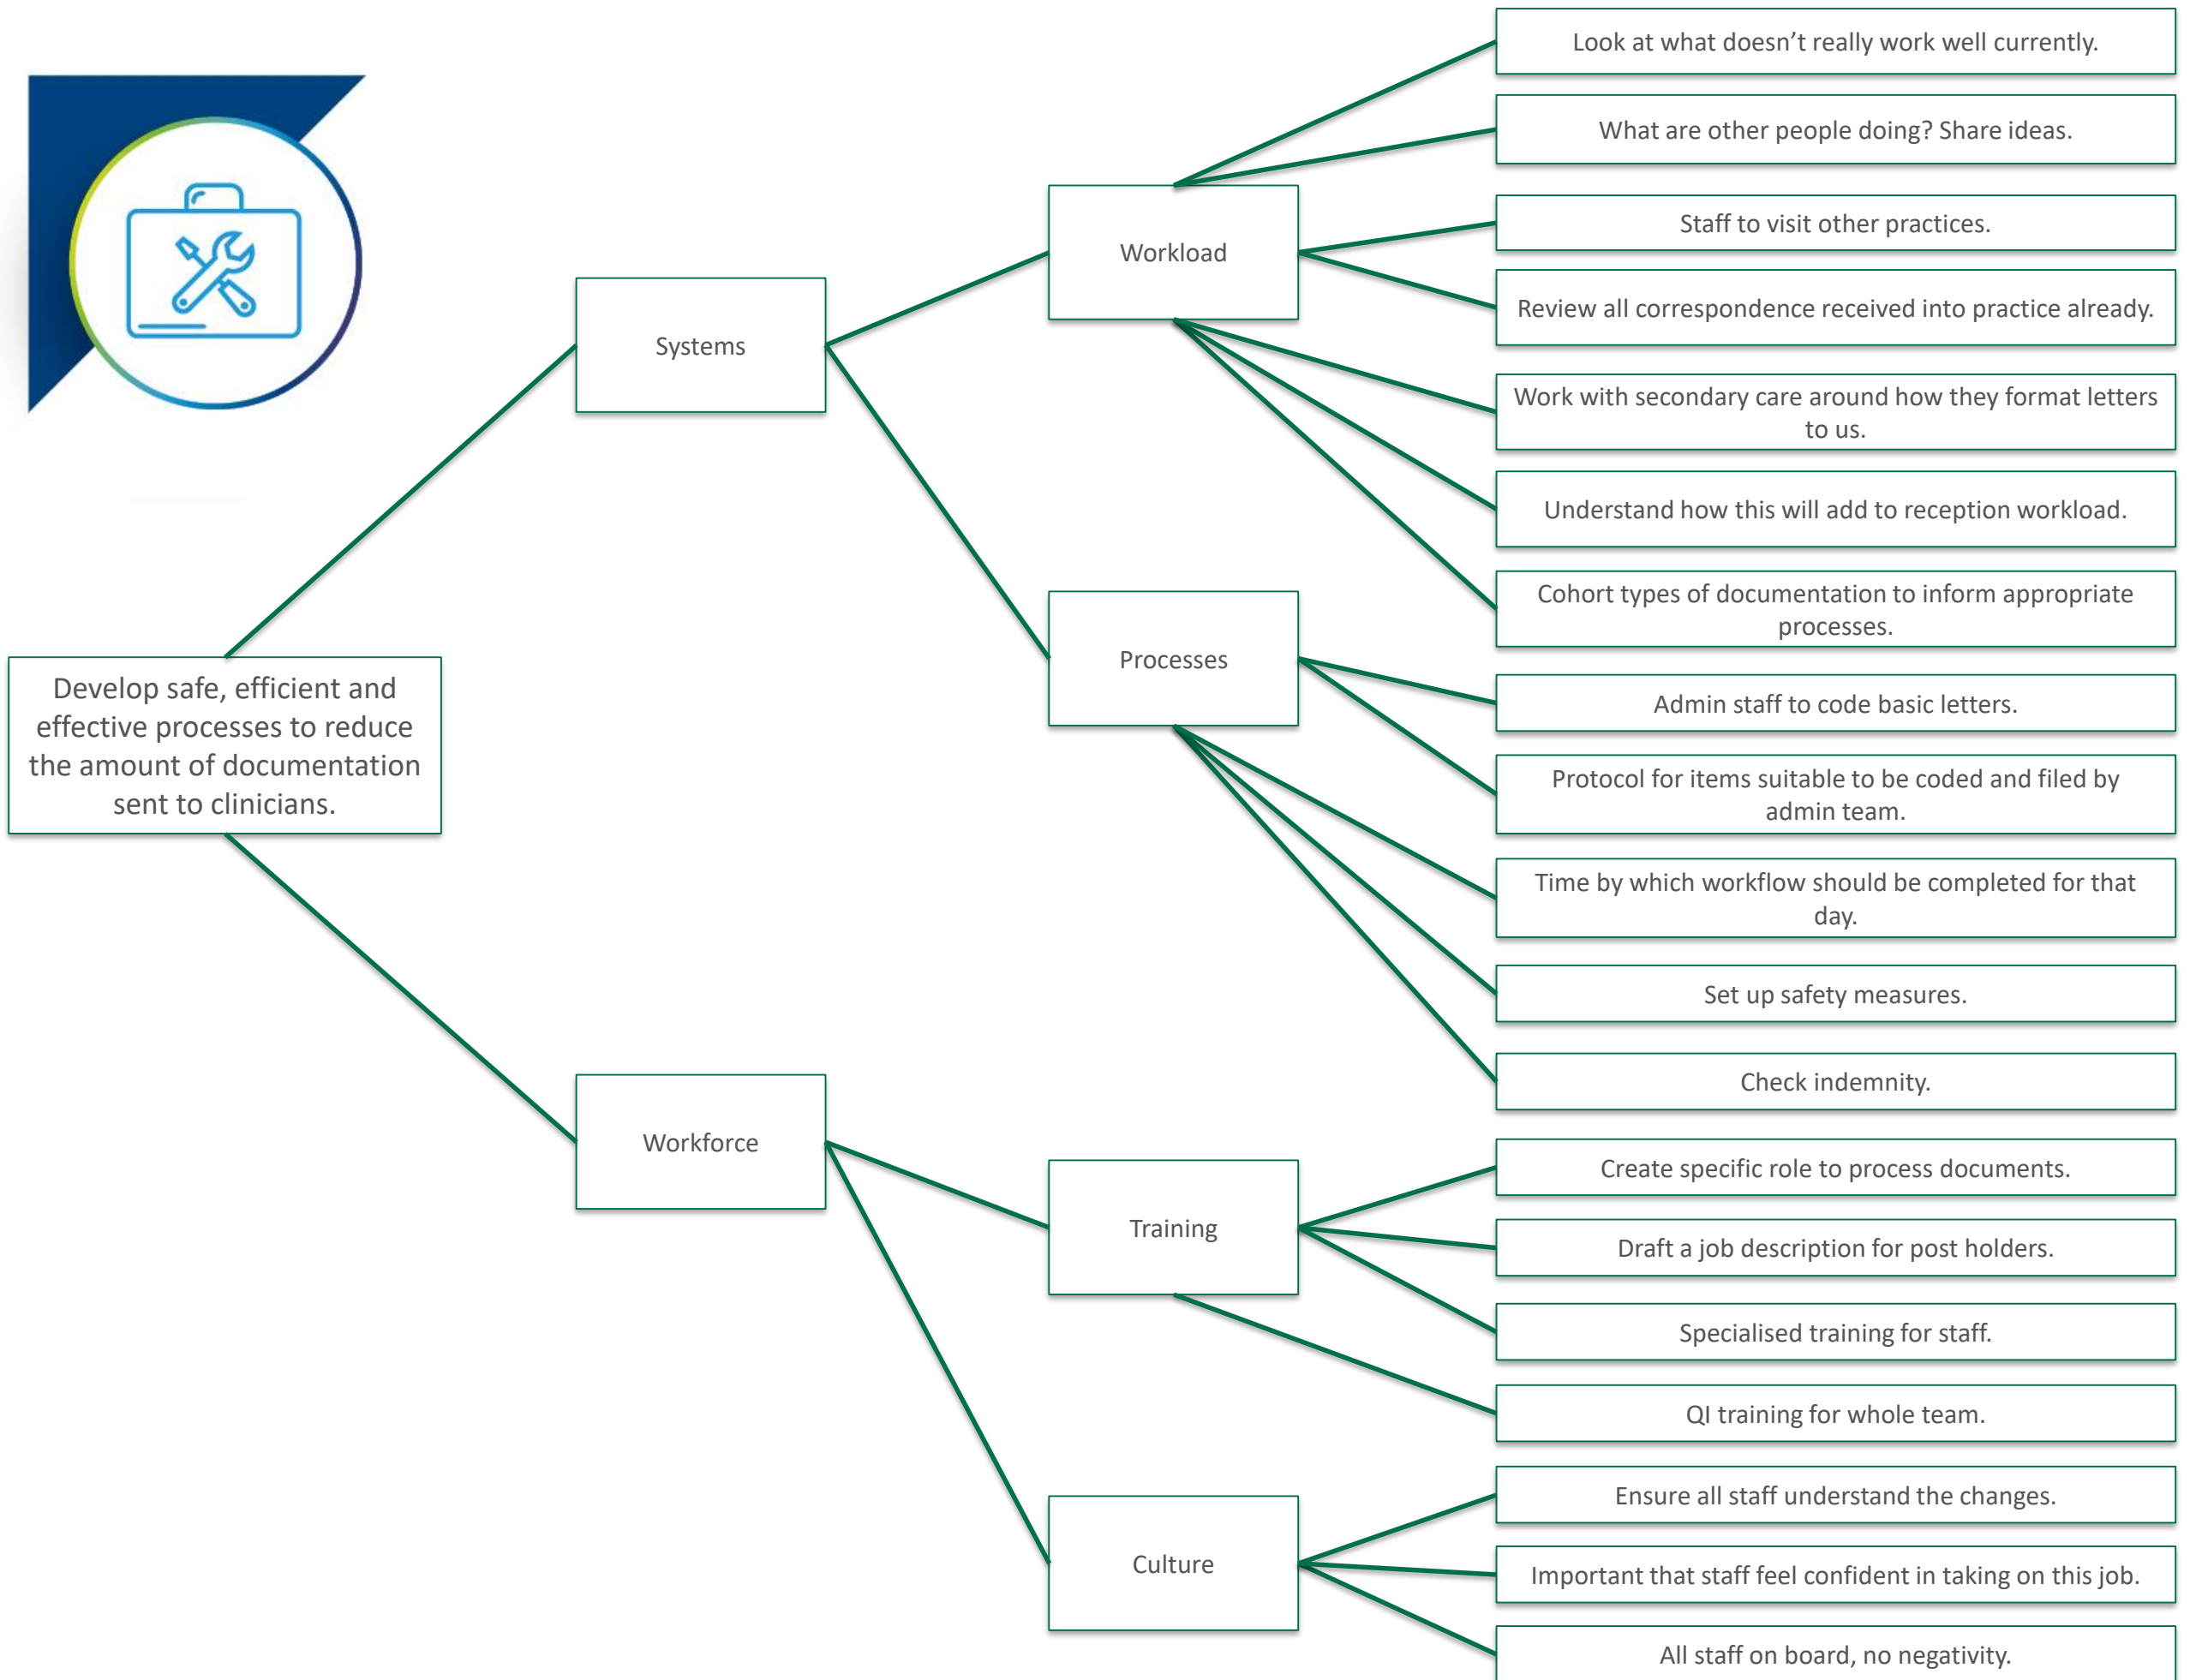 Look at what doesn’t really work well currently.
What are other people doing? Share ideas.
Staff to visit other practices.
Workload
Review all correspondence received into practice already.
Systems
Work with secondary care around how they format letters
to us.
Understand how this will add to reception workload.
Cohort types of documentation to inform appropriate
processes.
Processes
Develop safe, efficient and
effective processes to reduce
the amount of documentation
sent to clinicians.
Admin staff to code basic letters.
Protocol for items suitable to be coded and filed by
admin team.
Time by which workflow should be completed for that
day.
Set up safety measures.
Check indemnity.
Workforce
Create specific role to process documents.
Training
Draft a job description for post holders.
Specialised training for staff.
QI training for whole team.
Ensure all staff understand the changes.
Culture
Important that staff feel confident in taking on this job.
All staff on board, no negativity.